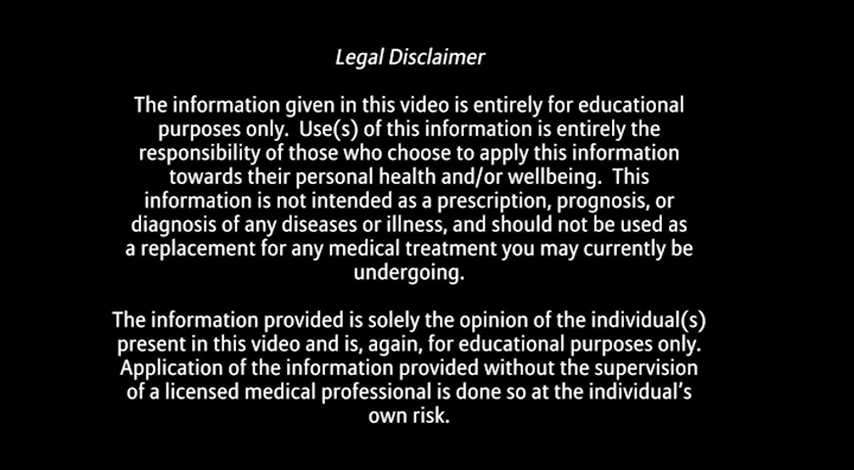 Legal Disclaimer
The information given in this video is entirely for educational
purposes only.  Use(s) of this information is entirely the
responsibility of those who choose to apply this information
towards their personal health and/or wellbeing.  This
information is not intended as a prescription, prognosis, or
diagnosis of any diseases or illness, and should not be used as
a replacement for any medical treatment you may currently be
undergoing.
The information provided is solely the opinion of the individual(s)
present in this video and is, again, for educational purposes only.
Application of the information provided without the supervision
of a licensed medical professional is done so at the individual's
own risk.